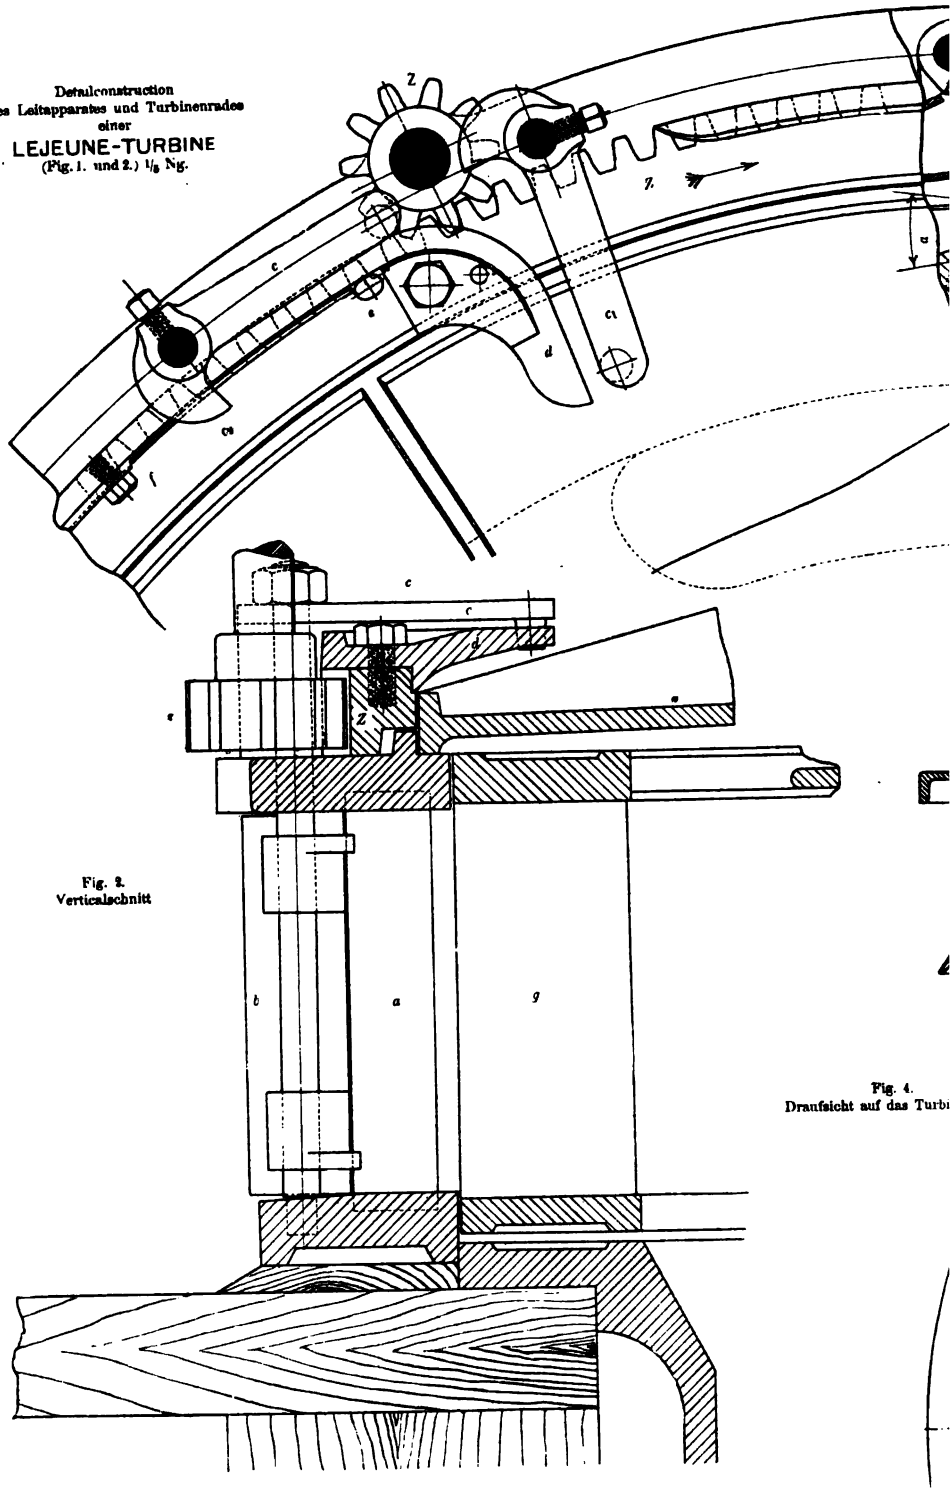 Detailconstruction
es Leitapparates und Turbinenrades
einer
LEJEUNE-TURBINE
(Fig. 1. und 2.) 1/5 Ng.
Z
Z
a
c
e
c1
d
f
c
c
d
Z
Fig. 2.
Verticalschnitt
b
a
g
Fig. 4.
Draufsicht auf das Turbi